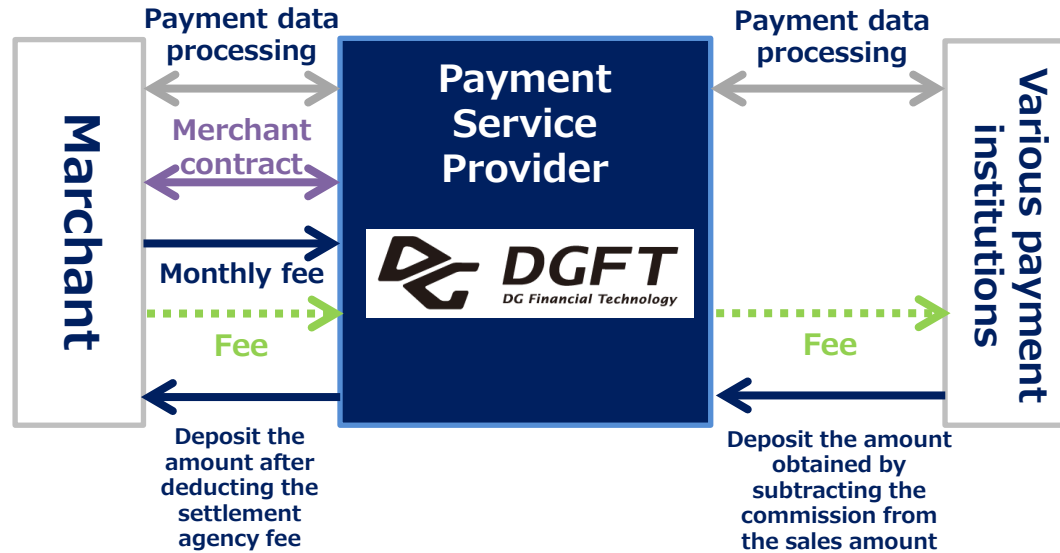 Payment data
processing
Payment data
processing
Marchant
Payment
Service
Provider
Various payment
institutions
Merchant
contract
DGFT
DG Financial Technology
Monthly fee
Fee
Fee
Deposit the
amount after
deducting the
settlement
agency fee
Deposit the amount
obtained by
subtracting the
commission from
the sales amount